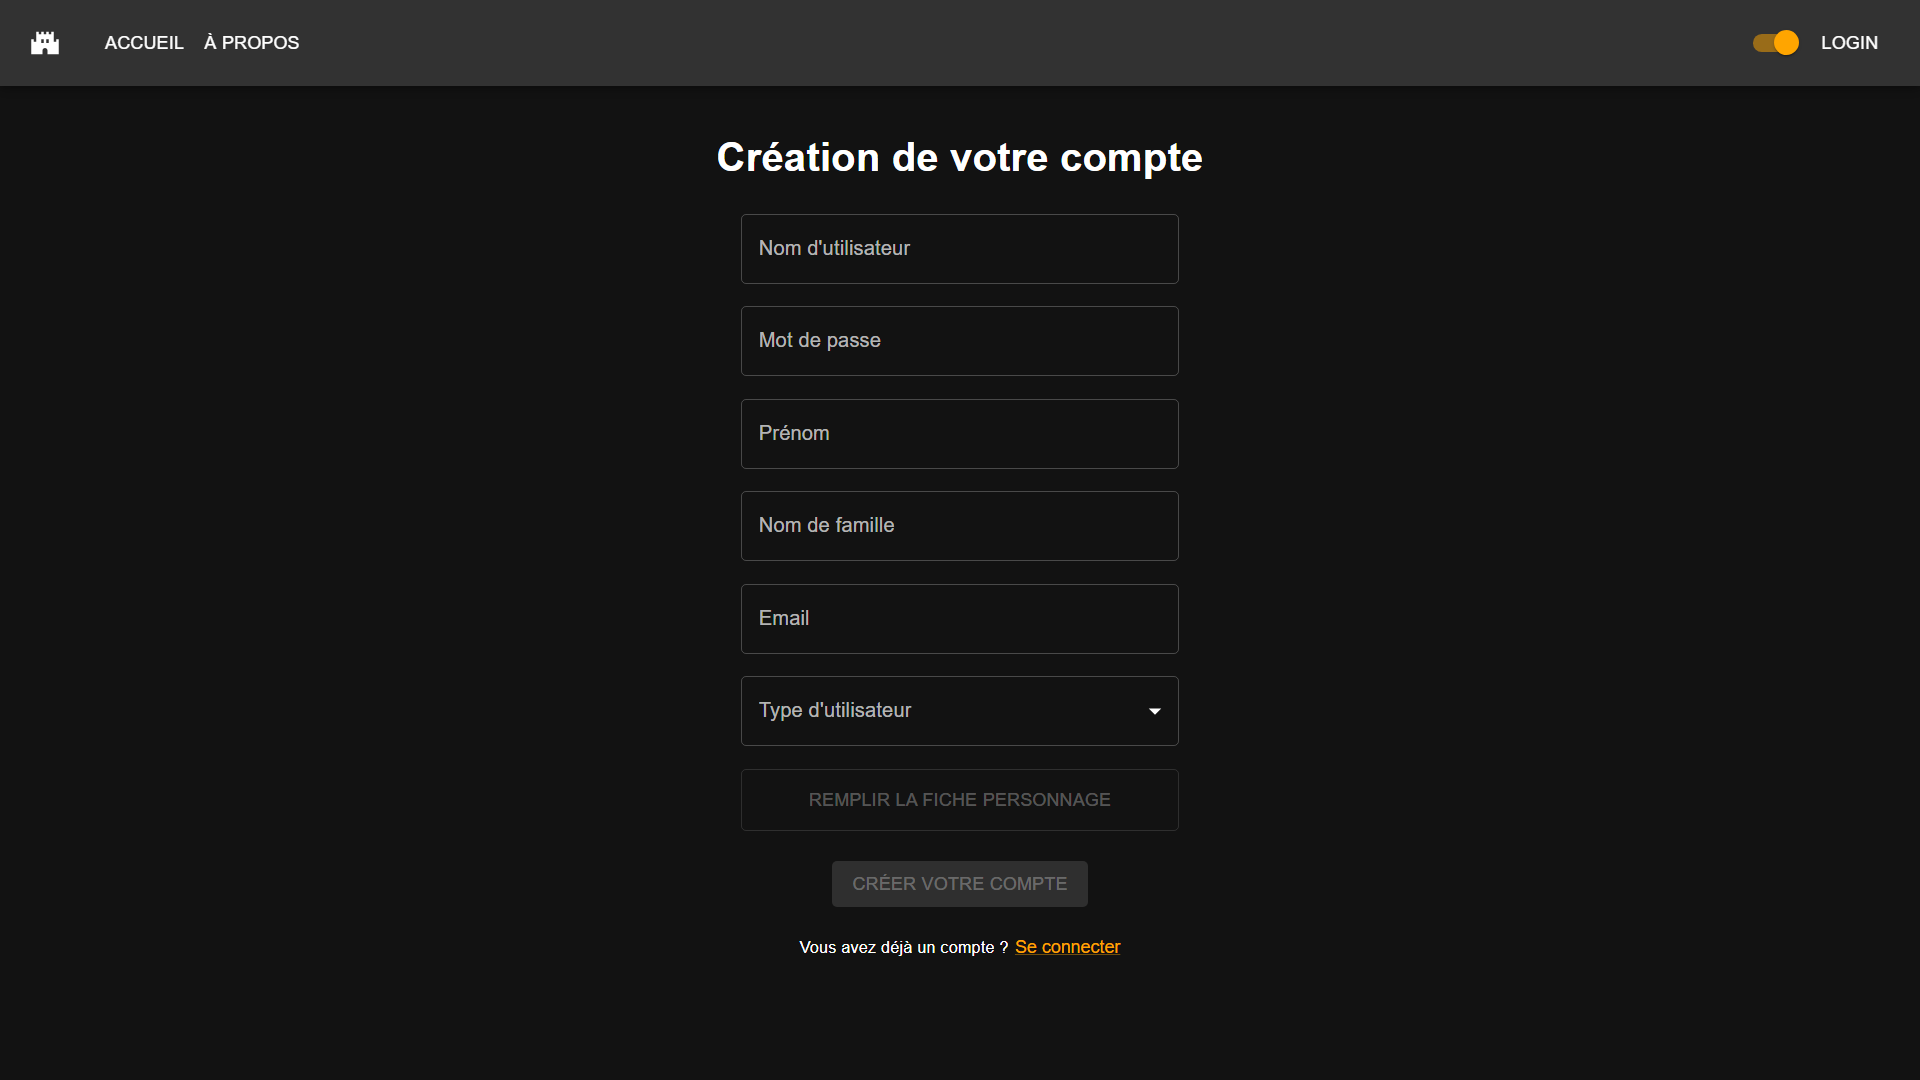 ACCUEIL À PROPOS LOGIN
Création de votre compte
Nom d'utilisateur
Mot de passe
Prénom
Nom de famille
Email
Type d'utilisateur
REMPLIR LA FICHE PERSONNAGE
CRÉER VOTRE COMPTE
Vous avez déjà un compte ? Se connecter